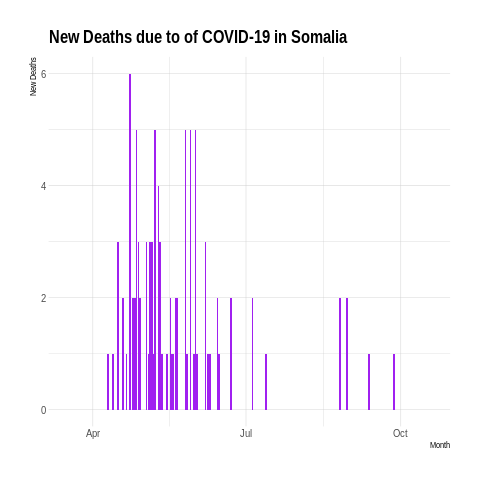 New Deaths due to of COVID-19 in Somalia
New Deaths
6
4
2
0
Apr
Jul
Oct
Month